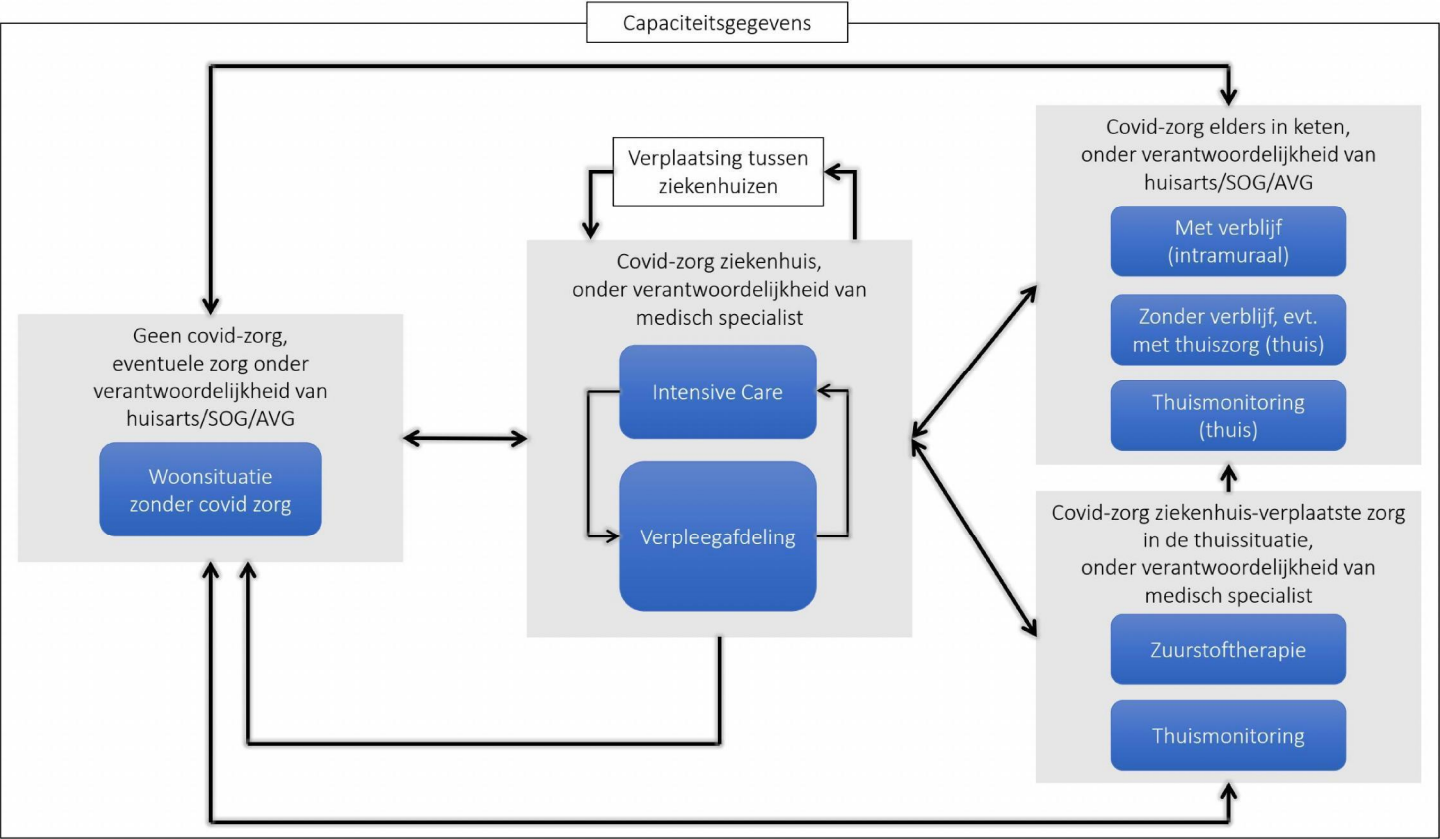 Capaciteitsgegevens
Verplaatsing tussen
ziekenhuizen
Geen covid-zorg,
eventuele zorg onder
verantwoordelijkheid van
huisarts/SOG/AVG
Woonsituatie
zonder covid zorg
Covid-zorg ziekenhuis,
onder verantwoordelijkheid van
medisch specialist
Intensive Care
Verpleegafdeling
Covid-zorg elders in keten,
onder verantwoordelijkheid van
huisarts/SOG/AVG
Met verblijf
(intramuraal)
Zonder verblijf, evt.
met thuiszorg (thuis)
Thuismonitoring
(thuis)
Covid-zorg ziekenhuis-verplaatste zorg
in de thuissituatie,
onder verantwoordelijkheid van
medisch specialist
Zuurstoftherapie
Thuismonitoring